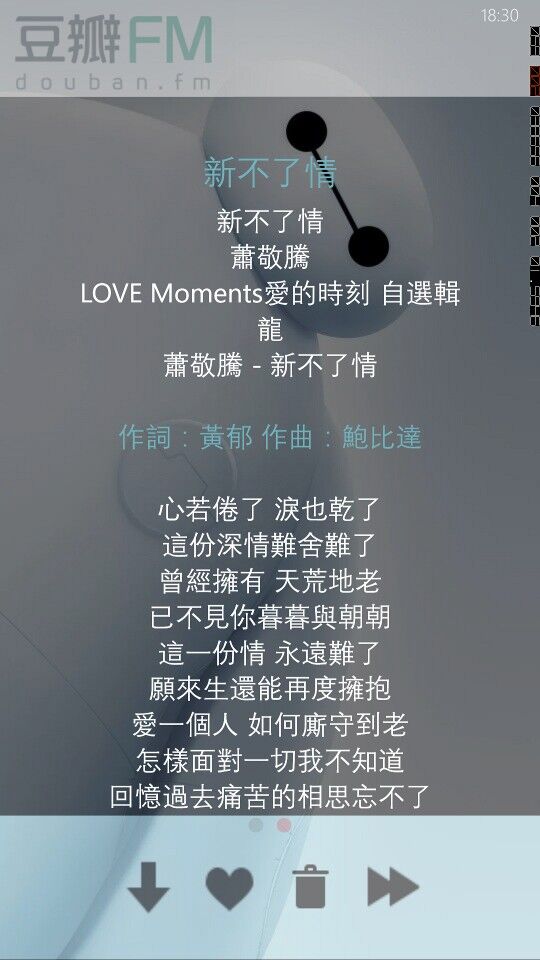 18:30
豆瓣FM
douban.fm
新不了情
新不了情
蕭敬騰
LOVE Moments愛的時刻 自選輯
龍
蕭敬騰 - 新不了情
作詞：黃郁 作曲：鮑比達
心若倦了 淚也乾了
這份深情難舍難了
曾經擁有 天荒地老
已不見你暮暮與朝朝
這一份情 永遠難了
願來生還能再度擁抱
愛一個人 如何廝守到老
怎樣面對一切我不知道
回憶過去痛苦的相思忘不了